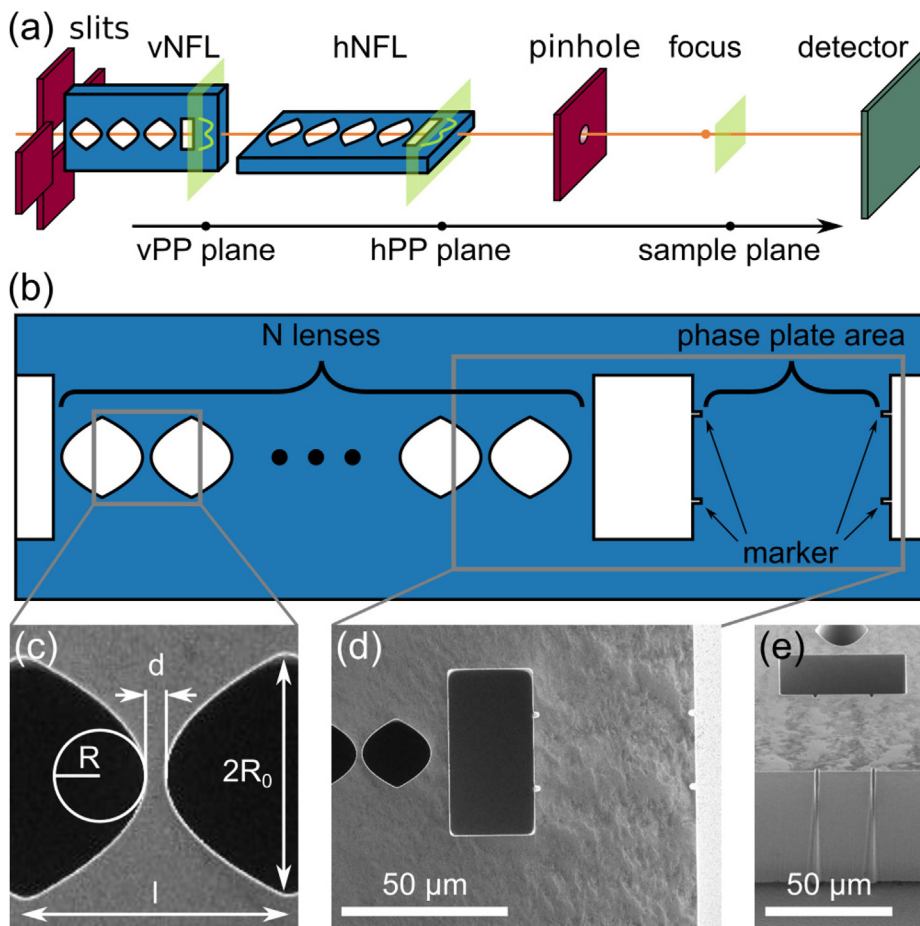 (a)
slits
vNFL
hNFL
pinhole
focus
detector
vPP plane
hPP plane
sample plane
(b)
N lenses
phase plate area
marker
(c)
d
R
2R₀
l
(d)
50 µm
(e)
50 µm